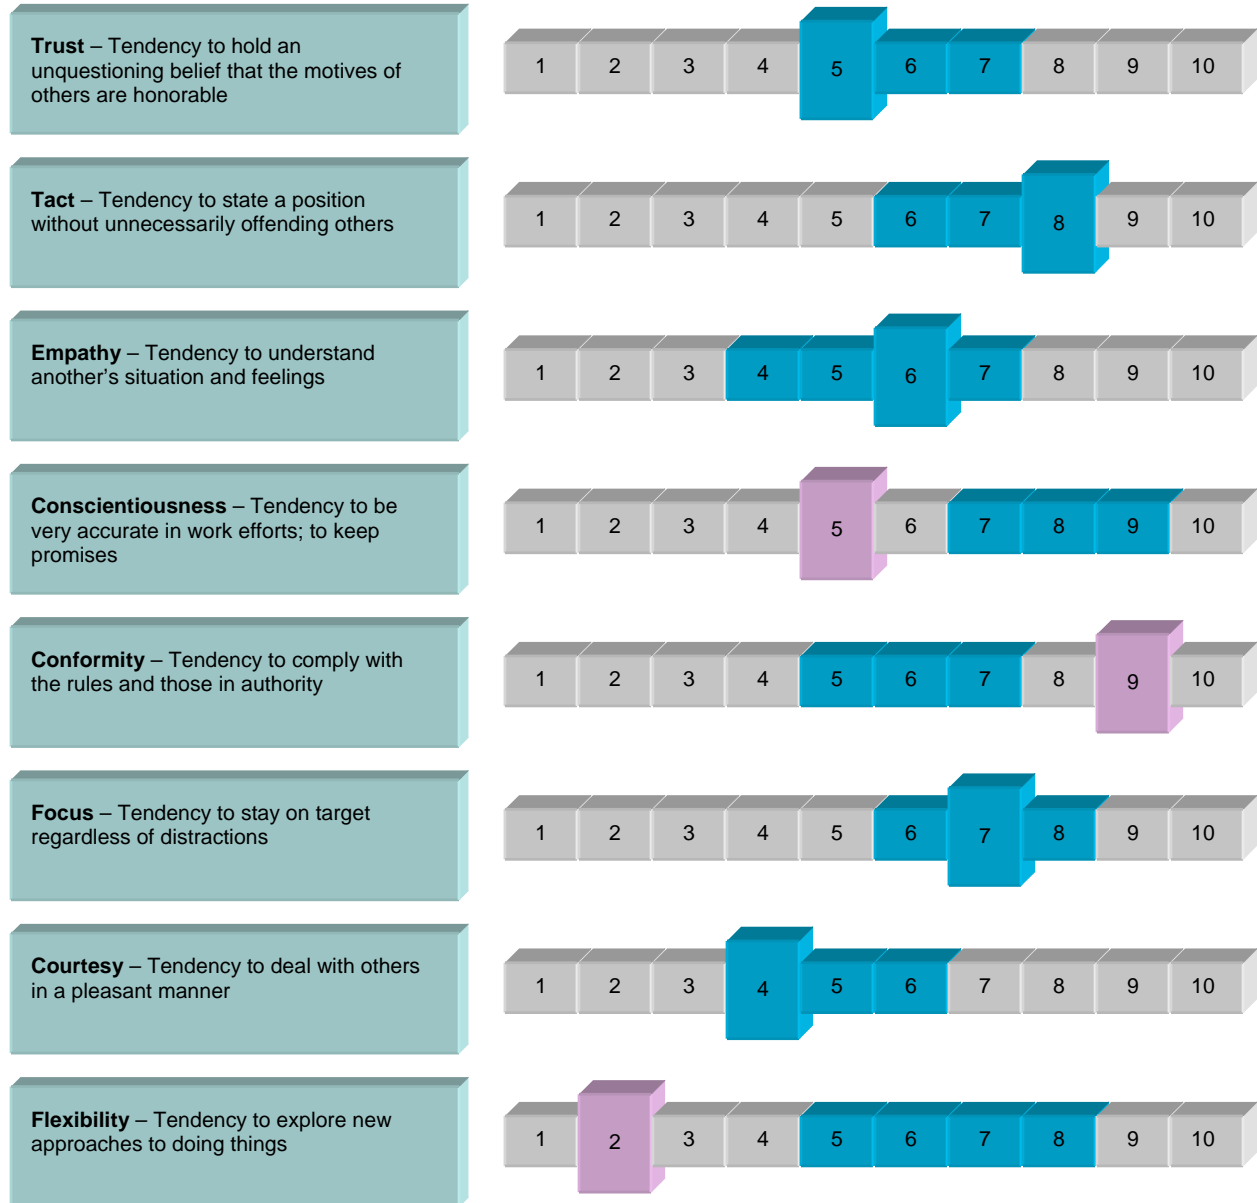 Trust – Tendency to hold an
unquestioning belief that the motives of
others are honorable
1 2 3 4 5 6 7 8 9 10
Tact – Tendency to state a position
without unnecessarily offending others
1 2 3 4 5 6 7 8 9 10
Empathy – Tendency to understand
another’s situation and feelings
1 2 3 4 5 6 7 8 9 10
Conscientiousness – Tendency to be
very accurate in work efforts; to keep
promises
1 2 3 4 5 6 7 8 9 10
Conformity – Tendency to comply with
the rules and those in authority
1 2 3 4 5 6 7 8 9 10
Focus – Tendency to stay on target
regardless of distractions
1 2 3 4 5 6 7 8 9 10
Courtesy – Tendency to deal with others
in a pleasant manner
1 2 3 4 5 6 7 8 9 10
Flexibility – Tendency to explore new
approaches to doing things
1 2 3 4 5 6 7 8 9 10